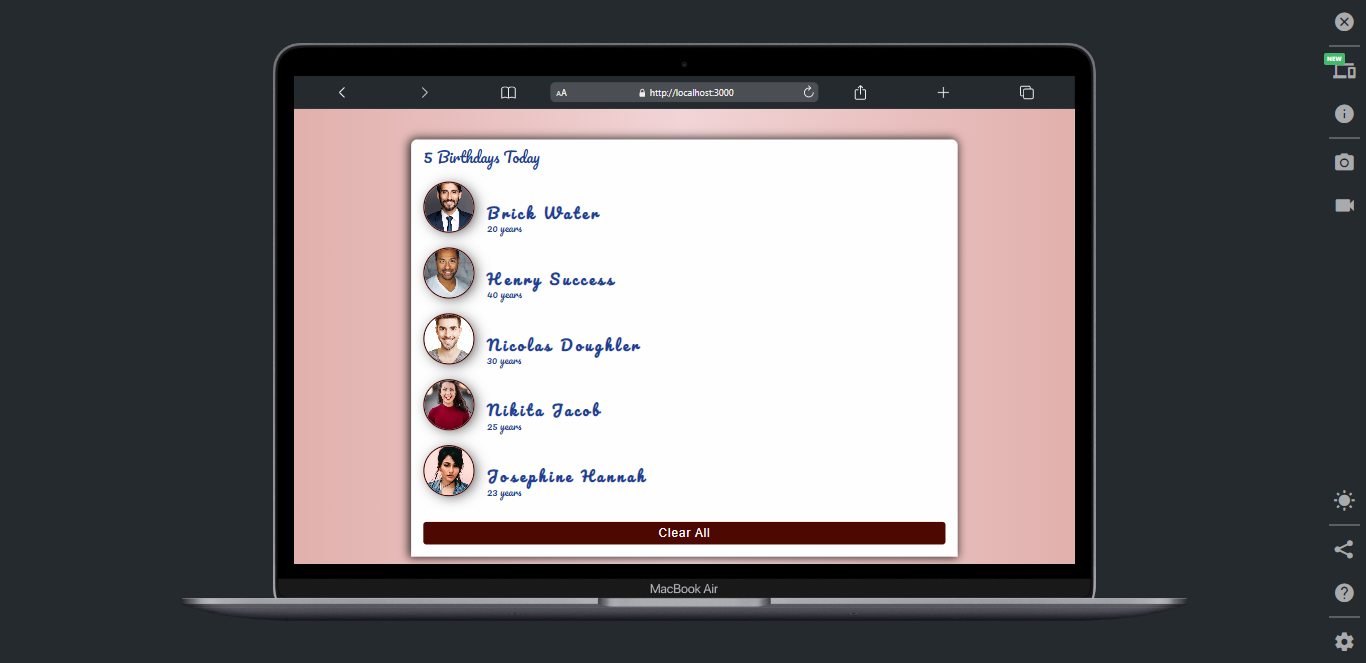 NEW
AA
http://localhost:3000
5 Birthdays Today
Brick Water
20 years
Henry Success
40 years
Nicolas Doughler
30 years
Nikita Jacob
25 years
Josephine Hannah
23 years
Clear All
MacBook Air